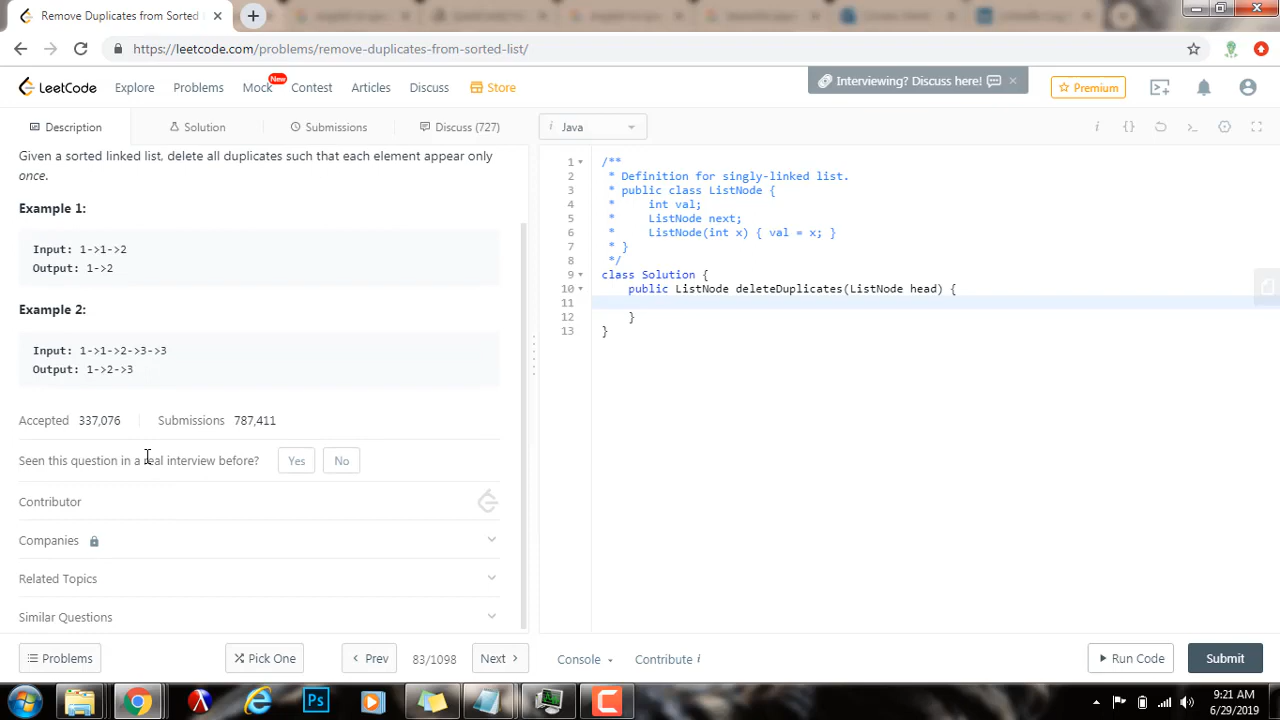 Remove Duplicates from Sorted
https://leetcode.com/problems/remove-duplicates-from-sorted-list/
LeetCode
Explore
Problems
Mock
New
Contest
Articles
Discuss
Store
Interviewing? Discuss here!
Premium
Description
Solution
Submissions
Discuss (727)
Java
Given a sorted linked list, delete all duplicates such that each element appear only
once.
Example 1:
Input: 1->1->2
Output: 1->2
Example 2:
Input: 1->1->2->3->3
Output: 1->2->3
Accepted 337,076 Submissions 787,411
Seen this question in a real interview before? Yes No
Contributor
Companies
Related Topics
Similar Questions
1 /**
2 * Definition for singly-linked list.
3 * public class ListNode {
4 * int val;
5 * ListNode next;
6 * ListNode(int x) { val = x; }
7 * }
8 */
9 class Solution {
10 public ListNode deleteDuplicates(ListNode head) {
11
12 }
13 }
Problems
Pick One
Prev
83/1098
Next
Console
Contribute
Run Code
Submit
9:21 AM
6/29/2019